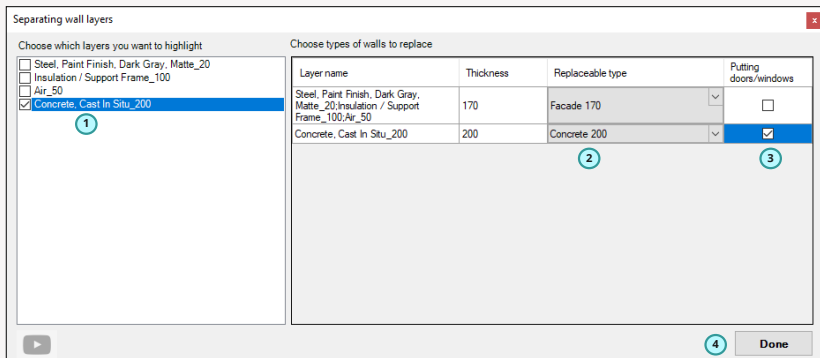 Separating wall layers
x
Choose which layers you want to highlight
Steel, Paint Finish, Dark Gray, Matte_20
Insulation / Support Frame_100
Air_50
Concrete, Cast In Situ_200
1
Choose types of walls to replace
Layer name Thickness Replaceable type Putting
doors/windows
Steel, Paint Finish, Dark Gray,
Matte_20;Insulation / Support
Frame_100;Air_50
170
Facade 170
Concrete, Cast In Situ_200 200 Concrete 200
2
3
4
Done